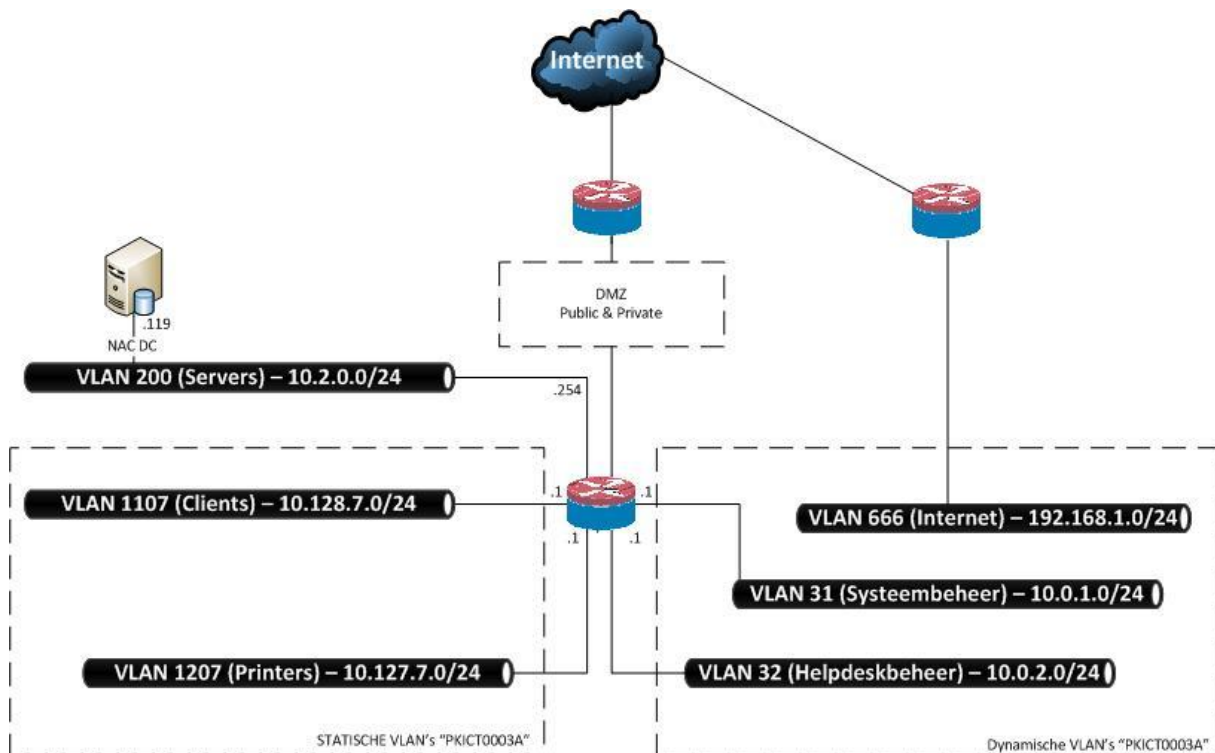 Internet
DMZ
Public & Private
.119
NAC DC
VLAN 200 (Servers) – 10.2.0.0/24
.254
VLAN 1107 (Clients) – 10.128.7.0/24
.1
.1
VLAN 666 (Internet) – 192.168.1.0/24
.1
.1
VLAN 31 (Systeembeheer) – 10.0.1.0/24
VLAN 1207 (Printers) – 10.127.7.0/24
VLAN 32 (Helpdeskbeheer) – 10.0.2.0/24
STATISCHE VLAN's "PKICT0003A"
Dynamische VLAN's "PKICT0003A"